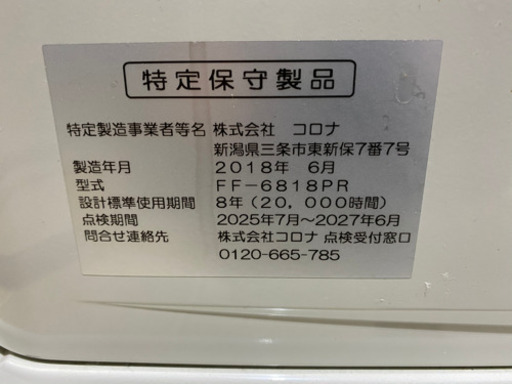 特定保守製品
特定製造事業者等名 株式会社 コロナ
新潟県三条市東新保7番7号
製造年月 2018年 6月
型式 FF-6818PR
設計標準使用期間 8年(20,000時間)
点検期間 2025年7月~2027年6月
問合せ連絡先 株式会社コロナ 点検受付窓口
0120-665-785